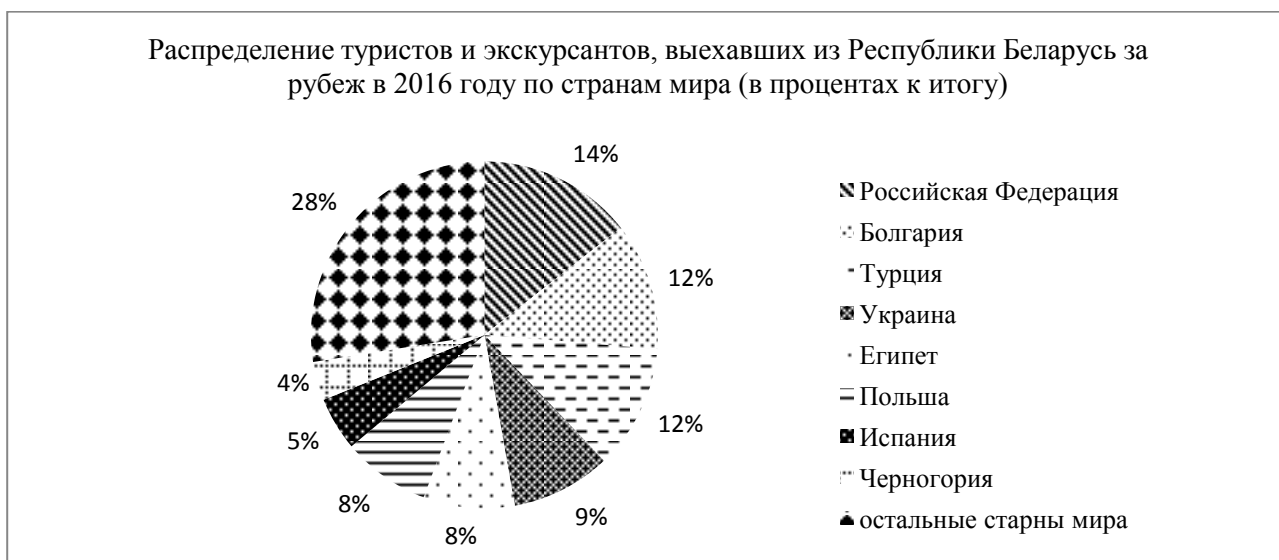 Распределение туристов и экскурсантов, выехавших из Республики Беларусь за
рубеж в 2016 году по странам мира (в процентах к итогу)
14%
12%
12%
9%
8%
8%
5%
4%
28%
Российская Федерация
Болгария
Турция
Украина
Египет
Польша
Испания
Черногория
остальные старны мира